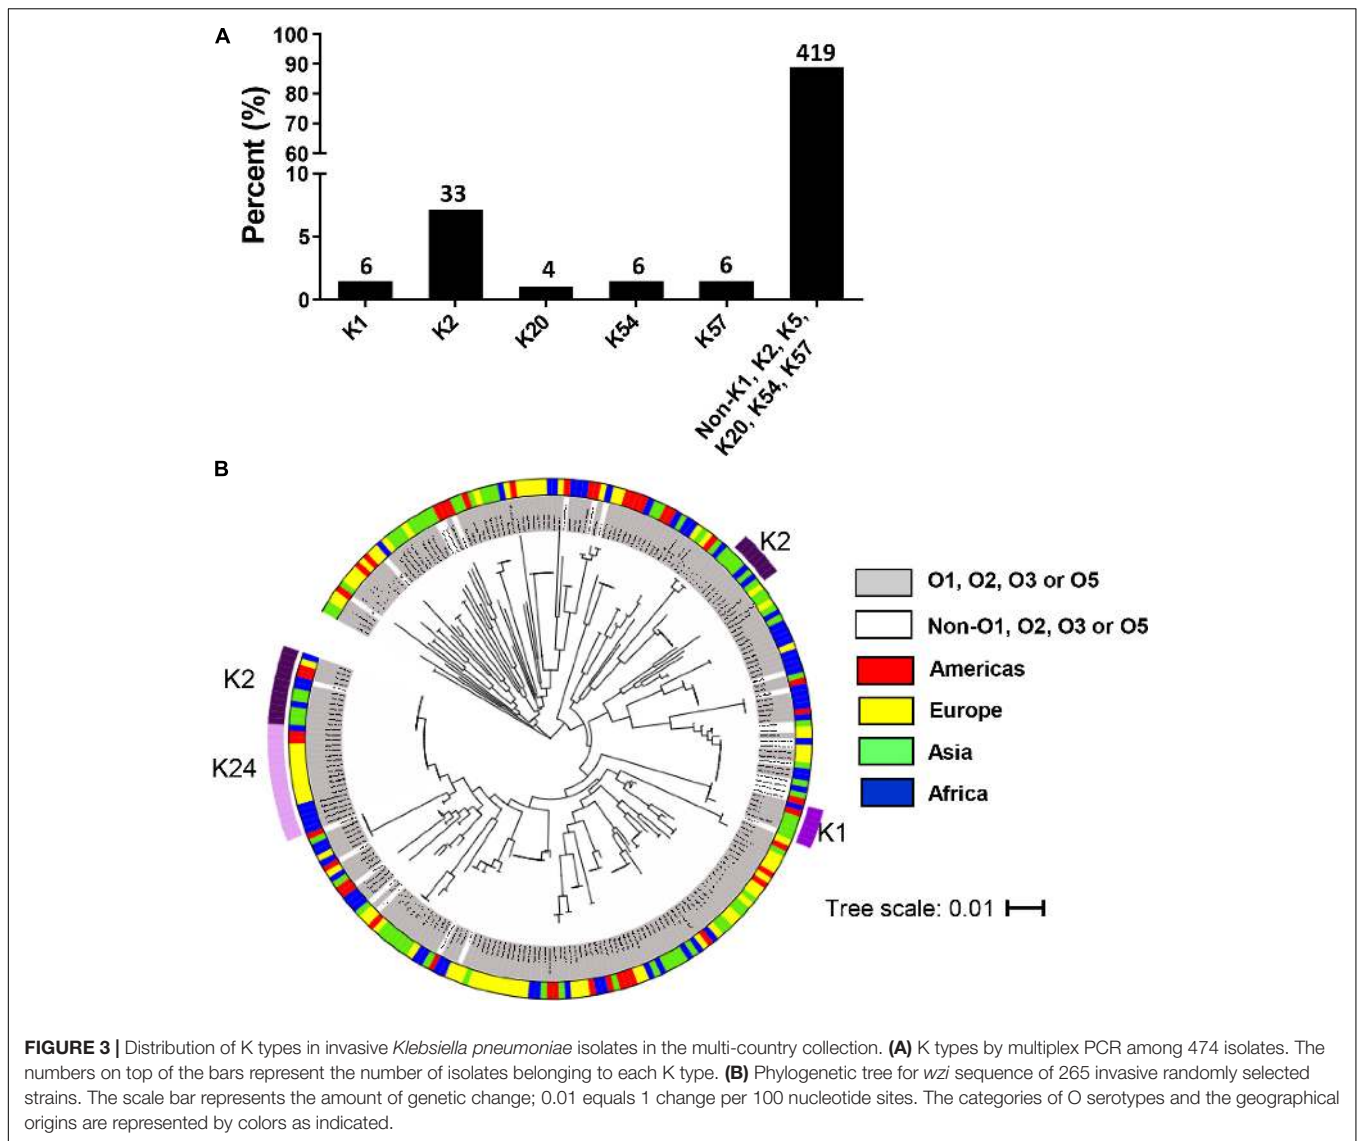 A
Percent (%)
100
90
80
70
60
10
5
0
6
33
4
6
6
419
K1
K2
K20
K54
K57
Non-K1, K2, K5,
K20, K54, K57
B
K2
K2
K24
K1
O1, O2, O3 or O5
Non-O1, O2, O3 or O5
Americas
Europe
Asia
Africa
Tree scale: 0.01
FIGURE 3 | Distribution of K types in invasive Klebsiella pneumoniae isolates in the multi-country collection. (A) K types by multiplex PCR among 474 isolates. The
numbers on top of the bars represent the number of isolates belonging to each K type. (B) Phylogenetic tree for wzi sequence of 265 invasive randomly selected
strains. The scale bar represents the amount of genetic change; 0.01 equals 1 change per 100 nucleotide sites. The categories of O serotypes and the geographical
origins are represented by colors as indicated.